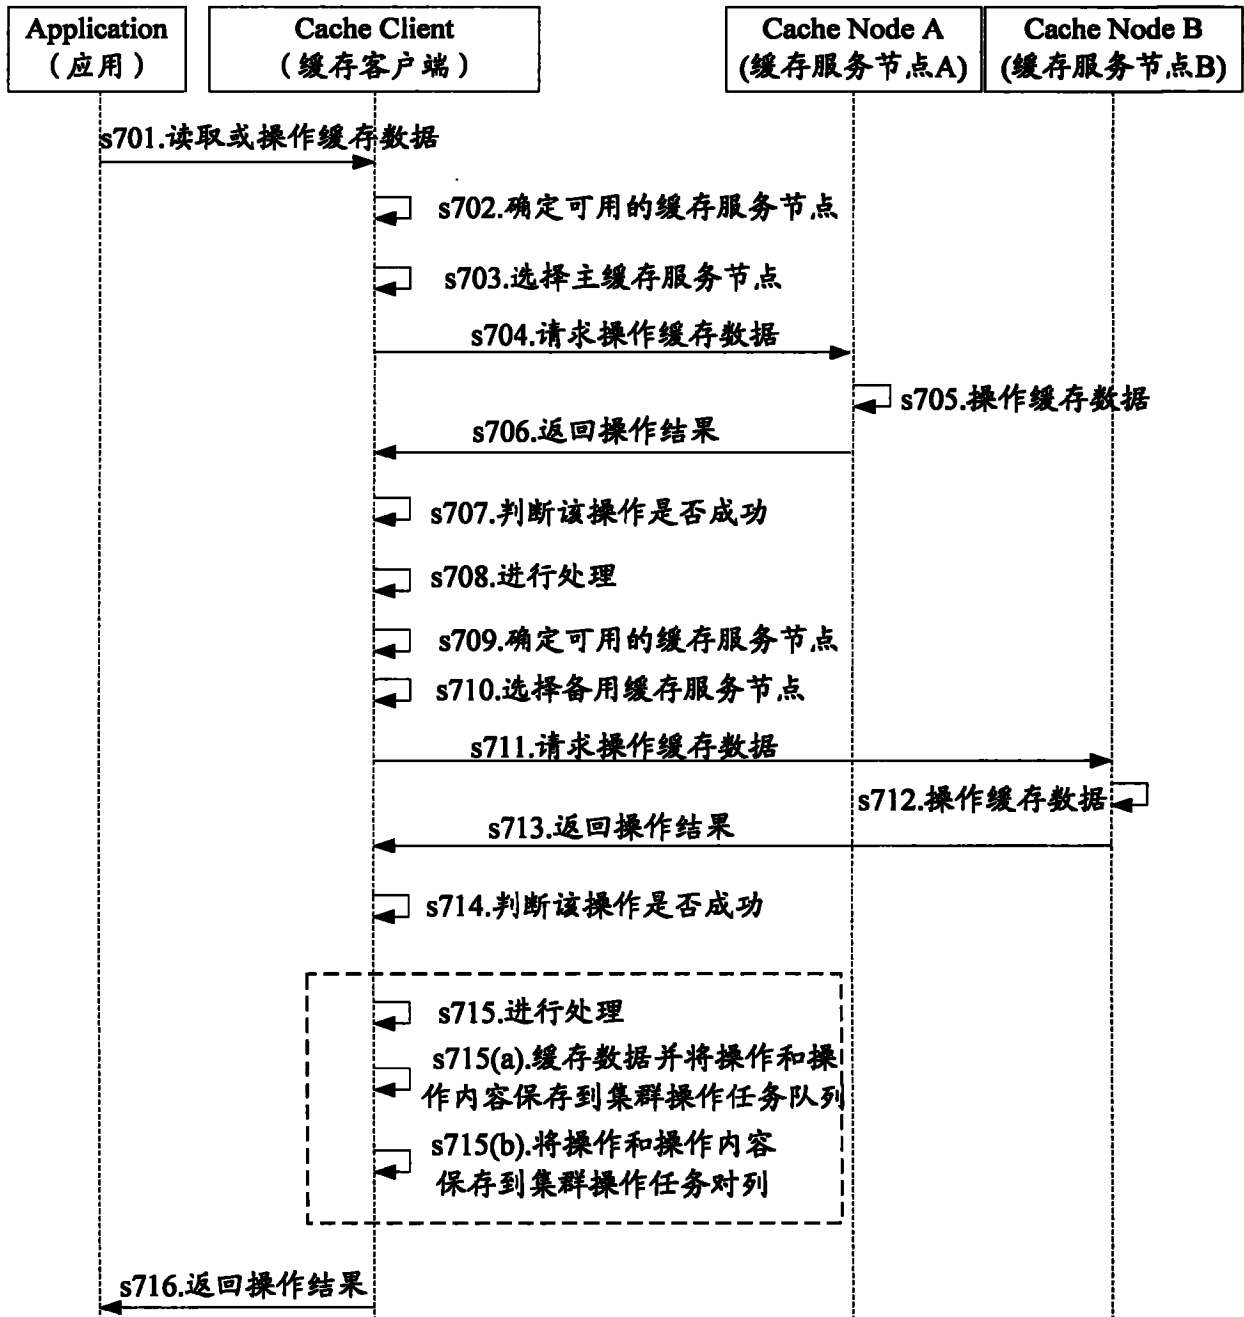 Application
（应用）
Cache Client
（缓存客户端）
Cache Node A
(缓存服务节点A)
Cache Node B
(缓存服务节点B)
s701.读取或操作缓存数据
s702.确定可用的缓存服务节点
s703.选择主缓存服务节点
s704.请求操作缓存数据
s705.操作缓存数据
s706.返回操作结果
s707.判断该操作是否成功
s708.进行处理
s709.确定可用的缓存服务节点
s710.选择备用缓存服务节点
s711.请求操作缓存数据
s712.操作缓存数据
s713.返回操作结果
s714.判断该操作是否成功
s715.进行处理
s715(a).缓存数据并将操作和操
作内容保存到集群操作任务队列
s715(b).将操作和操作内容
保存到集群操作任务对列
s716.返回操作结果